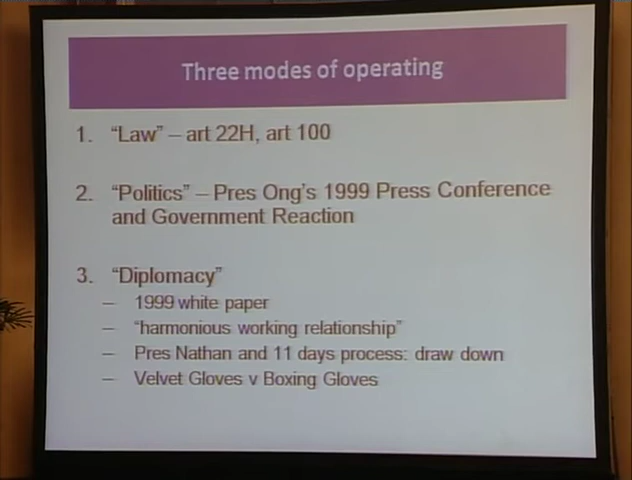 Three modes of operating
1. “Law” – art 22H, art 100
2. “Politics” – Pres Ong’s 1999 Press Conference
and Government Reaction
3. “Diplomacy”
– 1999 white paper
– “harmonious working relationship”
– Pres Nathan and 11 days process: draw down
– Velvet Gloves v Boxing Gloves